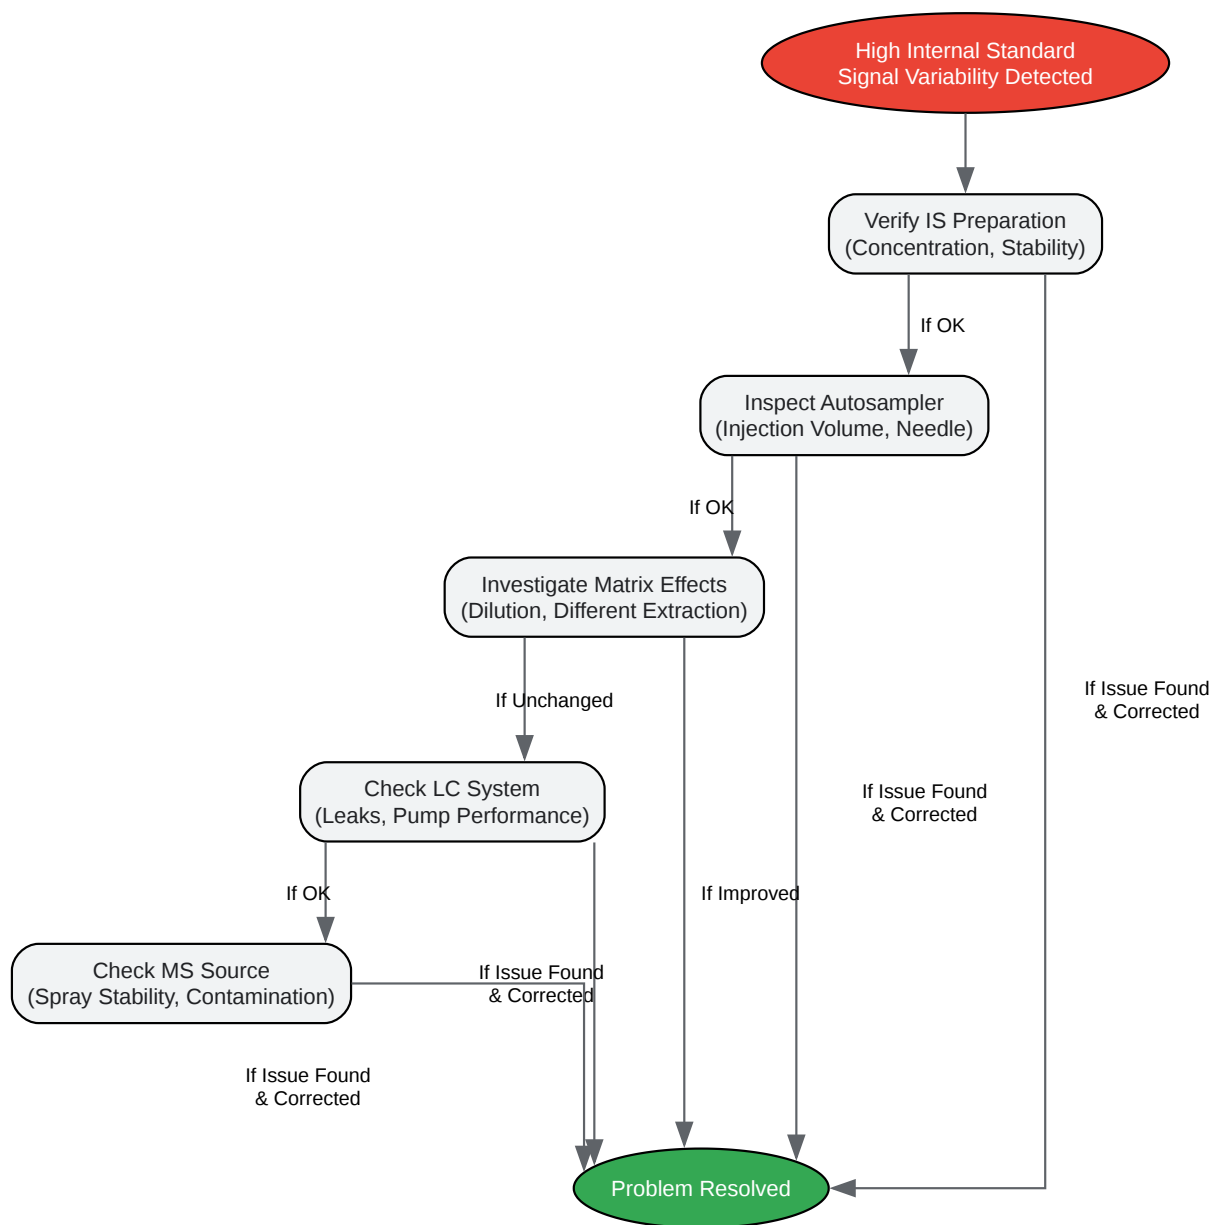 High Internal Standard
Signal Variability Detected
Verify IS Preparation
(Concentration, Stability)
If OK
Inspect Autosampler
(Injection Volume, Needle)
If OK
Investigate Matrix Effects
(Dilution, Different Extraction)
If Unchanged
If Issue Found
& Corrected
Check LC System
(Leaks, Pump Performance)
If Issue Found
& Corrected
If OK
If Improved
Check MS Source
(Spray Stability, Contamination)
If Issue Found
& Corrected
If Issue Found
& Corrected
Problem Resolved